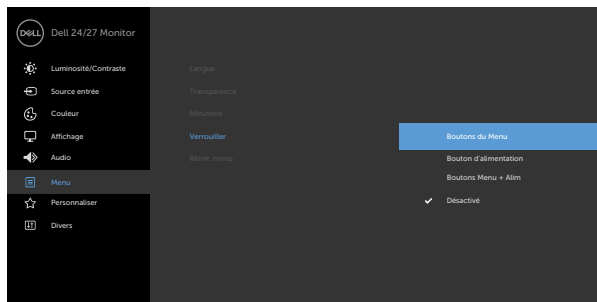 DELL Dell 24/27 Monitor
Luminosité/Contraste
Source entrée
Couleur
Affichage
Audio
Menu
Personnaliser
Divers
Langue
Transparence
Minuterie
Verrouiller
Réinit. menu
Boutons du Menu
Bouton d'alimentation
Boutons Menu + Alim
Désactivé